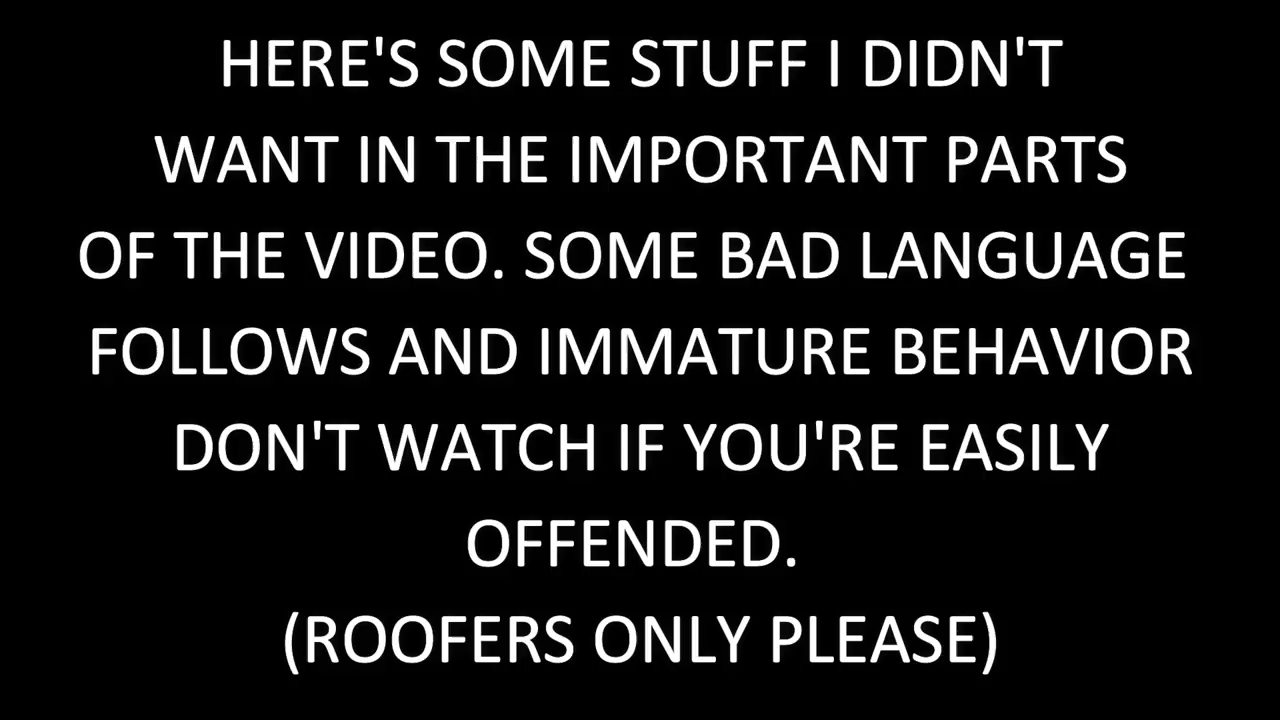 HERE'S SOME STUFF I DIDN'T
WANT IN THE IMPORTANT PARTS
OF THE VIDEO. SOME BAD LANGUAGE
FOLLOWS AND IMMATURE BEHAVIOR
DON'T WATCH IF YOU'RE EASILY
OFFENDED.
(ROOFERS ONLY PLEASE)